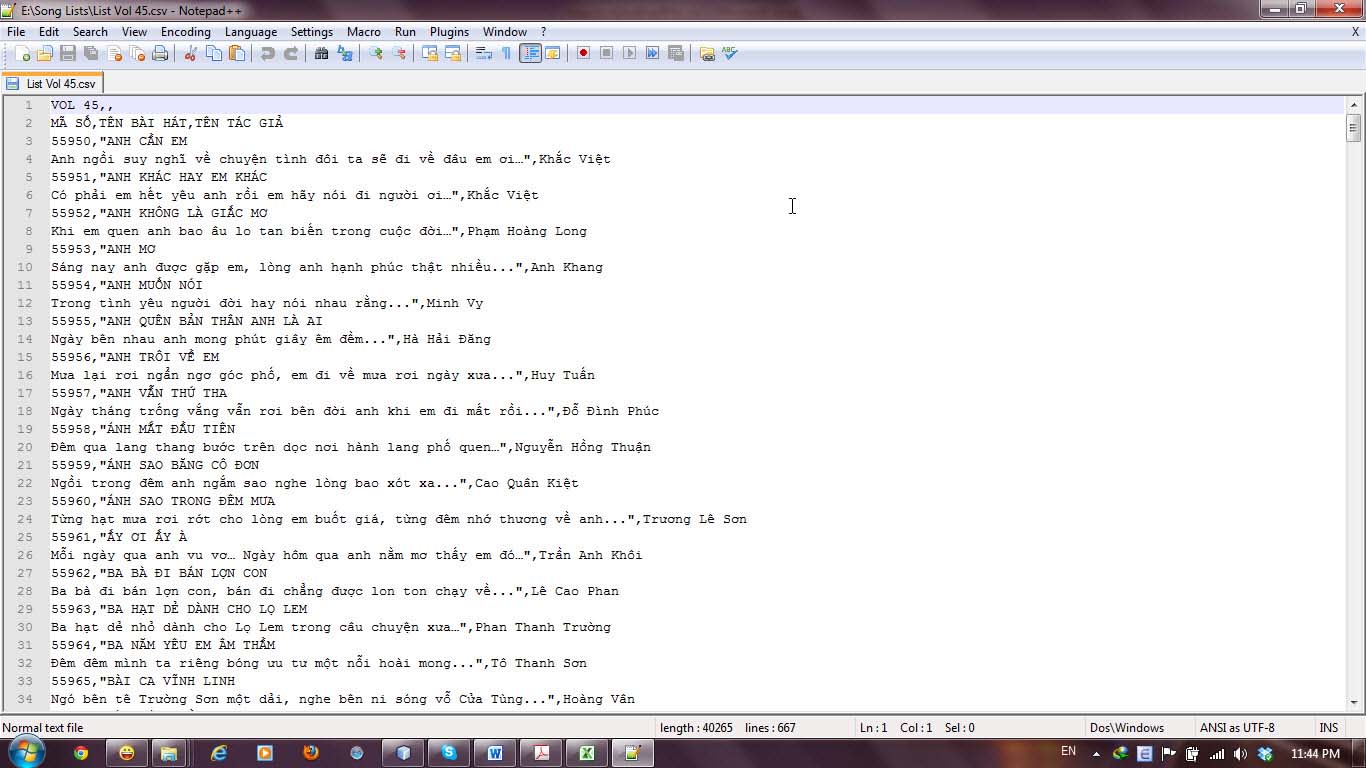 E:\Song Lists\List Vol 45.csv - Notepad++
File Edit Search View Encoding Language Settings Macro Run Plugins Window ? X
List Vol 45.csv
1 VOL 45,,
2 MÃ SỐ,TÊN BÀI HÁT,TÊN TÁC GIẢ
3 55950,"ANH CẦN EM
4 Anh ngồi suy nghĩ về chuyện tình đôi ta sẽ đi về đâu em ơi…",Khắc Việt
5 55951,"ANH KHÁC HAY EM KHÁC
6 Có phải em hết yêu anh rồi em hãy nói đi người ơi…",Khắc Việt
7 55952,"ANH KHÔNG LÀ GIẤC MƠ
8 Khi em quen anh bao âu lo tan biến trong cuộc đời…",Phạm Hoàng Long
9 55953,"ANH MƠ
10 Sáng nay anh được gặp em, lòng anh hạnh phúc thật nhiều...",Anh Khang
11 55954,"ANH MUỐN NÓI
12 Trong tình yêu người đời hay nói nhau rằng...",Minh Vy
13 55955,"ANH QUÊN BẢN THÂN ANH LÀ AI
14 Ngày bên nhau anh mong phút giây êm đềm...",Hà Hải Đăng
15 55956,"ANH TRÔI VỀ EM
16 Mưa lại rơi ngẩn ngơ góc phố, em đi về mưa rơi ngày xưa...",Huy Tuấn
17 55957,"ANH VẪN THỨ THA
18 Ngày tháng trống vắng vẫn rơi bên đời anh khi em đi mất rồi...",Đỗ Đình Phúc
19 55958,"ÁNH MẮT ĐẦU TIÊN
20 Đêm qua lang thang bước trên dọc nơi hành lang phố quen…",Nguyễn Hồng Thuận
21 55959,"ÁNH SAO BĂNG CÔ ĐƠN
22 Ngồi trong đêm anh ngắm sao nghe lòng bao xót xa...",Cao Quân Kiệt
23 55960,"ÁNH SAO TRONG ĐÊM MƯA
24 Từng hạt mưa rơi rớt cho lòng em buốt giá, từng đêm nhớ thương về anh...",Trương Lê Sơn
25 55961,"ẤY ƠI ẤY À
26 Mỗi ngày qua anh vu vơ… Ngày hôm qua anh nằm mơ thấy em đó…",Trần Anh Khôi
27 55962,"BA BÀ ĐI BÁN LỢN CON
28 Ba bà đi bán lợn con, bán đi chẳng được lon ton chạy về...",Lê Cao Phan
29 55963,"BA HẠT DẺ DÀNH CHO LỌ LEM
30 Ba hạt dẻ nhỏ dành cho Lọ Lem trong câu chuyện xưa…",Phan Thanh Trường
31 55964,"BA NĂM YÊU EM ÂM THẦM
32 Đêm đêm mình ta riêng bóng ưu tư một nỗi hoài mong...",Tô Thanh Sơn
33 55965,"BÀI CA VĨNH LINH
34 Ngó bên tê Trường Sơn một dải, nghe bên ni sóng vỗ Cửa Tùng...",Hoàng Vân
Normal text file length : 40265 lines : 667 Ln : 1 Col : 1 Sel : 0 Dos\Windows ANSI as UTF-8 INS
EN 11:44 PM